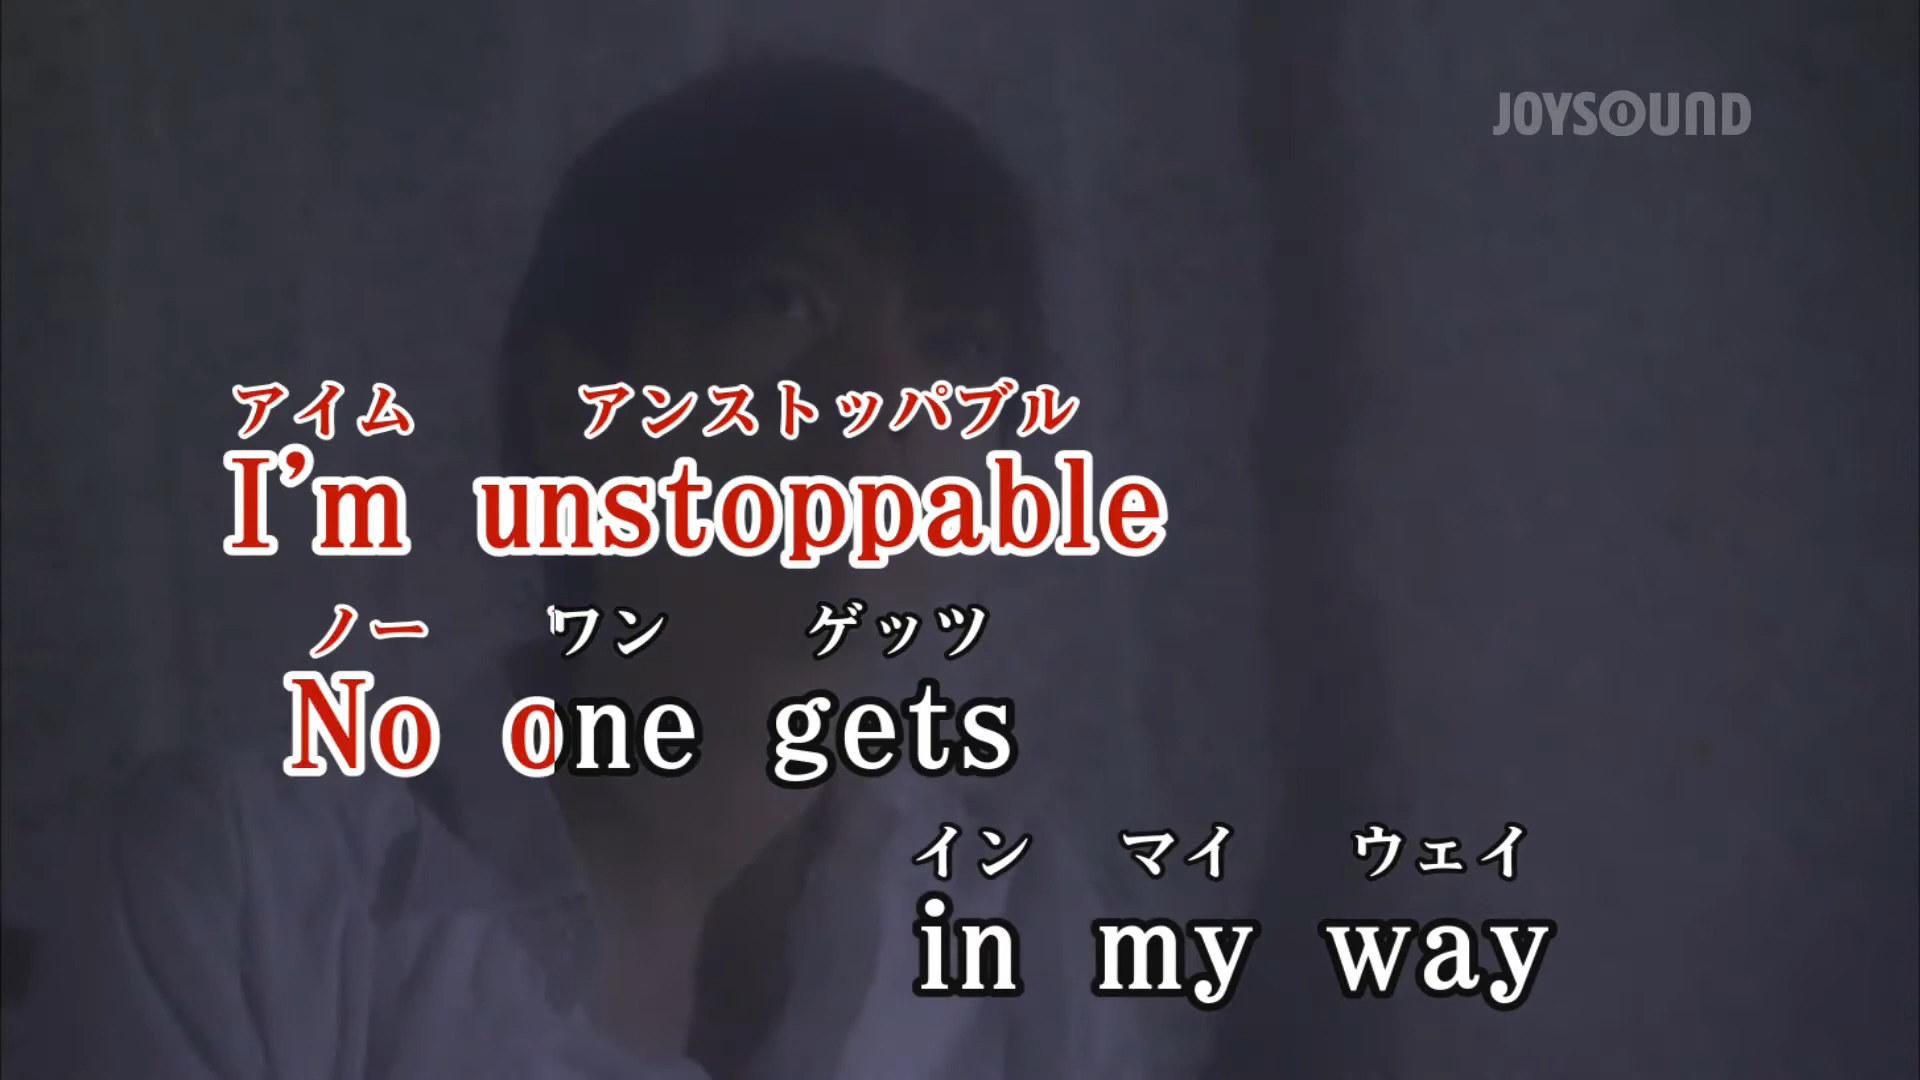 JOYSOUND
アイム アンストッパブル
I'm unstoppable
ノー ワン ゲッツ
No one gets
イン マイ ウェイ
in my way